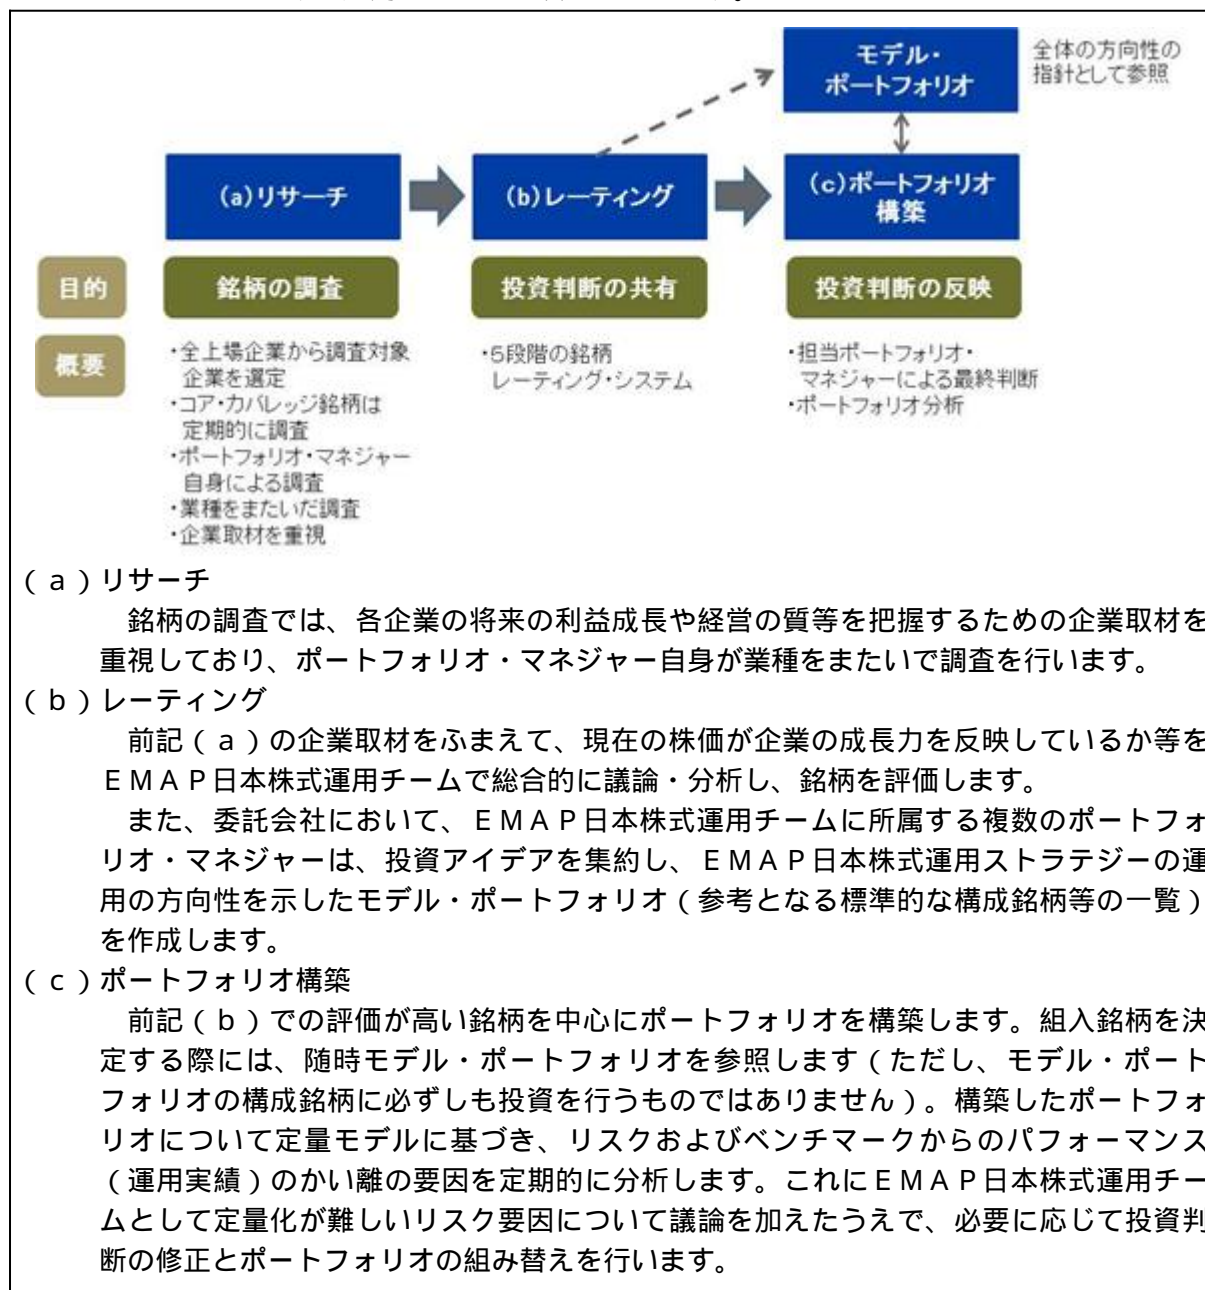 モデル・
ポートフォリオ
全体の方向性の
指針として参照
(a)リサーチ
(b)レーティング
(c)ポートフォリオ
構築
目的
銘柄の調査
投資判断の共有
投資判断の反映
概要
・全上場企業から調査対象
企業を選定
・コア・カバレッジ銘柄は
定期的に調査
・ポートフォリオ・マネジャー
自身による調査
・業種をまたいだ調査
・企業取材を重視
・5段階の銘柄
レーティング・システム
・担当ポートフォリオ・
マネジャーによる最終判断
・ポートフォリオ分析
(a)リサーチ
銘柄の調査では、各企業の将来の利益成長や経営の質等を把握するための企業取材を
重視しており、ポートフォリオ・マネジャー自身が業種をまたいで調査を行います。
(b)レーティング
前記(a)の企業取材をふまえて、現在の株価が企業の成長力を反映しているか等を
EMAP日本株式運用チームで総合的に議論・分析し、銘柄を評価します。
また、委託会社において、EMAP日本株式運用チームに所属する複数のポートフォ
リオ・マネジャーは、投資アイデアを集約し、EMAP日本株式運用ストラテジーの運
用の方向性を示したモデル・ポートフォリオ(参考となる標準的な構成銘柄等の一覧)
を作成します。
(c)ポートフォリオ構築
前記(b)での評価が高い銘柄を中心にポートフォリオを構築します。組入銘柄を決
定する際には、随時モデル・ポートフォリオを参照します(ただし、モデル・ポート
フォリオの構成銘柄に必ずしも投資を行うものではありません)。構築したポートフォ
リオについて定量モデルに基づき、リスクおよびベンチマークからのパフォーマンス
(運用実績)のかい離の要因を定期的に分析します。これにEMAP日本株式運用チー
ムとして定量化が難しいリスク要因について議論を加えたうえで、必要に応じて投資判
断の修正とポートフォリオの組み替えを行います。